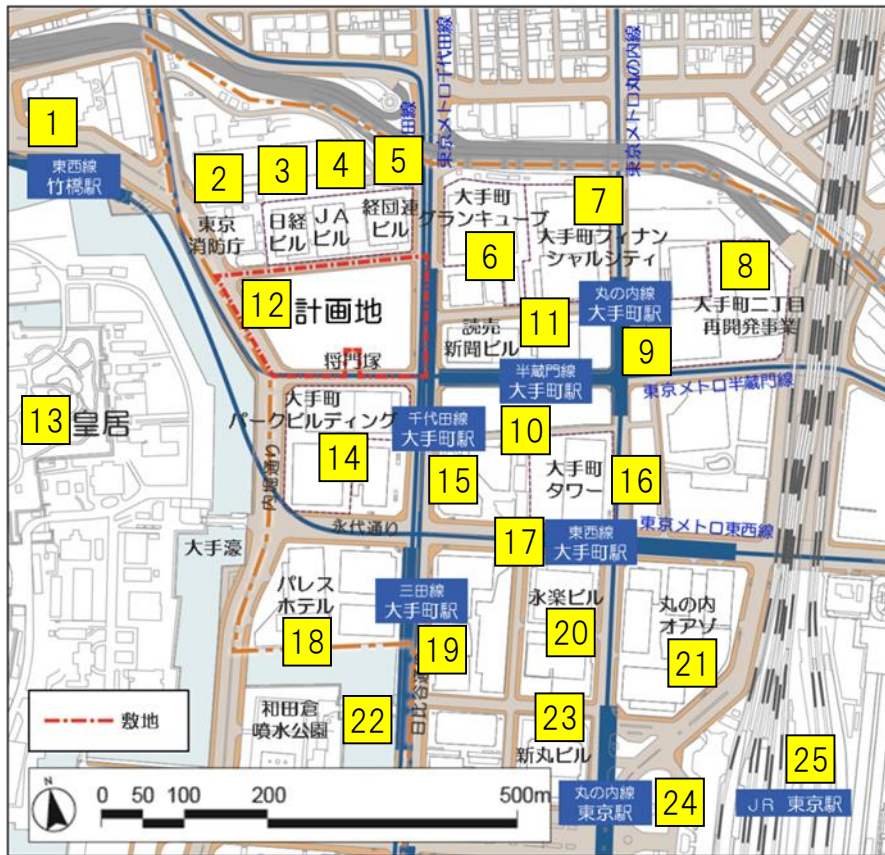 1
東西線
竹橋駅
2
3
4
5
東京
消防庁
日経
ビル
JA
ビル
経団連
ビル
田線
東京メトロ千代田線
東京メトロ丸の内線
大手町
グランキューブ
6
7
大手町フィナン
シャルシティ
8
大手町二丁目
再開発事業
12
計画地
将門塚
11
読売
新聞ビル
丸の内線
大手町駅
9
半蔵門線
大手町駅
東京メトロ半蔵門線
13
皇居
大手町
パークビルディング
14
千代田線
大手町駅
10
15
大手町
タワー
16
内堀通り
永代通り
大手濠
17
東西線
大手町駅
東京メトロ東西線
パレス
ホテル
18
三田線
大手町駅
19
永楽ビル
20
丸の内
オアゾ
21
和田倉
噴水公園
22
日比谷通
23
新丸ビル
丸の内線
東京駅
24
25
JR 東京駅
敷地
N
0 50 100 200 500m